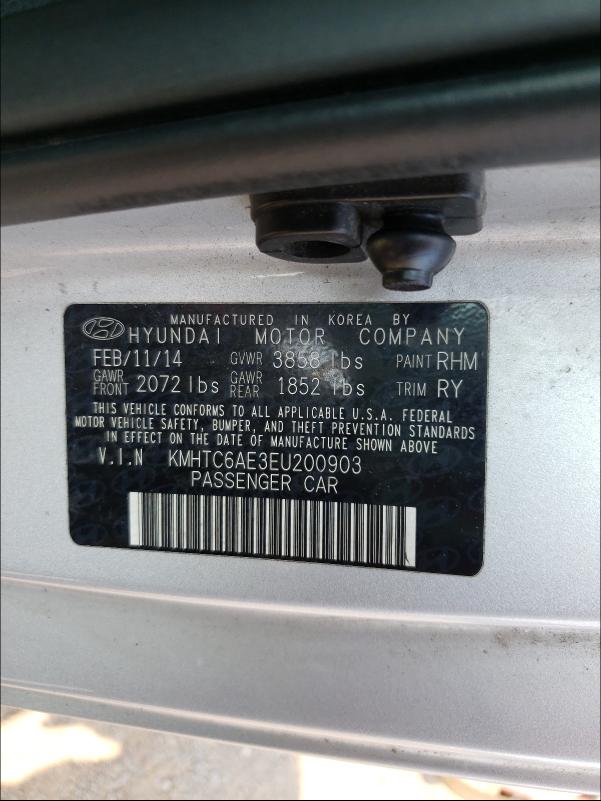 MANUFACTURED IN KOREA BY
HYUNDAI MOTOR COMPANY
FEB/11/14 GVWR 3858 lbs PAINT RHM
GAWR FRONT 2072 lbs GAWR REAR 1852 lbs TRIM RY
THIS VEHICLE CONFORMS TO ALL APPLICABLE U.S.A. FEDERAL
MOTOR VEHICLE SAFETY, BUMPER, AND THEFT PREVENTION STANDARDS
IN EFFECT ON THE DATE OF MANUFACTURE SHOWN ABOVE
V.I.N KMHTC6AE3EU200903
PASSENGER CAR